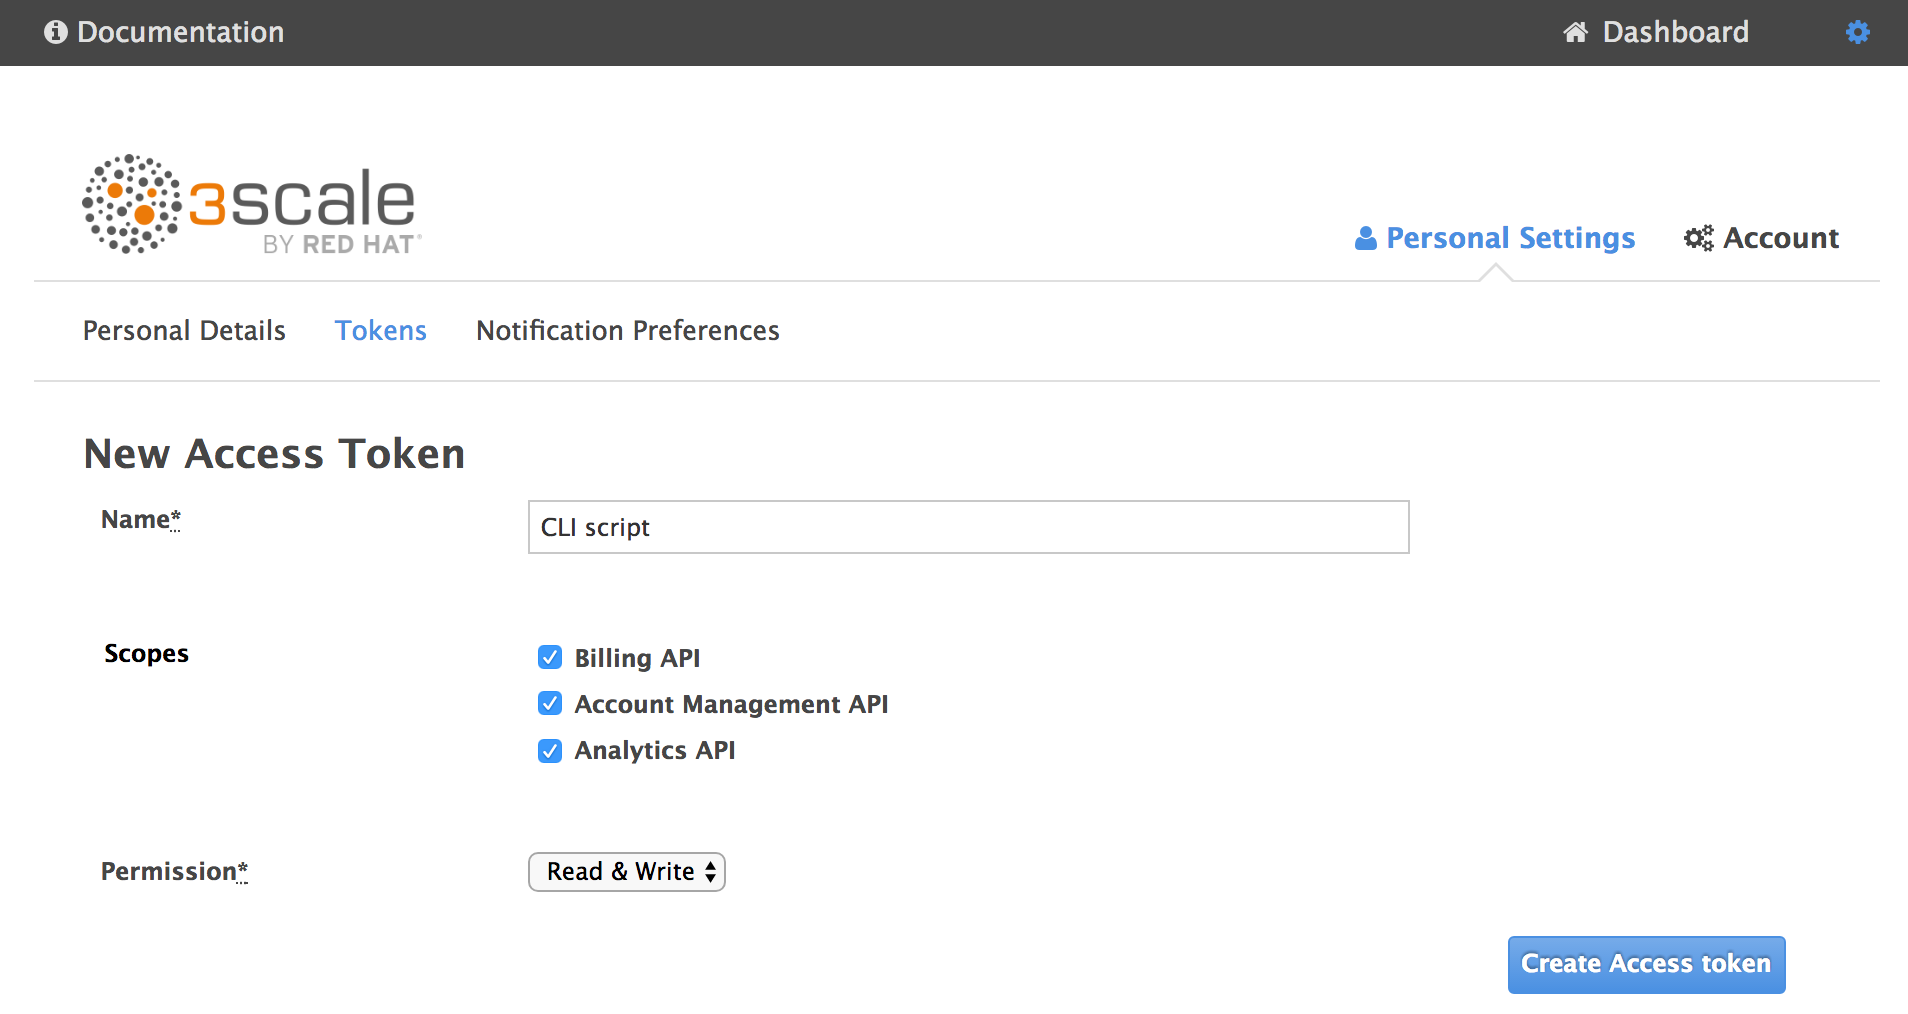 Documentation
Dashboard
3scale
BY RED HAT
Personal Settings
Account
Personal Details
Tokens
Notification Preferences
New Access Token
Name*
CLI script
Scopes
Billing API
Account Management API
Analytics API
Permission*
Read & Write
Create Access token